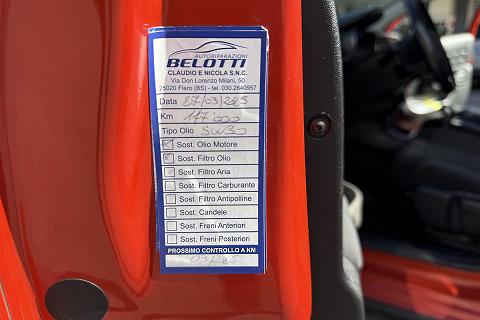 AUTORIPARAZIONI
BELOTTI
CLAUDIO E NICOLA S.N.C.
Via Don Lorenzo Milani, 50
25020 Flero (BS) - tel. 030.2640957
Data 27/03/225
Km 147'000
Tipo Olio 5W30
Sost. Olio Motore
Sost. Filtro Olio
Sost. Filtro Aria
Sost. Filtro Carburante
Sost. Filtro Antipolline
Sost. Candele
Sost. Freni Anteriori
Sost. Freni Posteriori
PROSSIMO CONTROLLO A KM